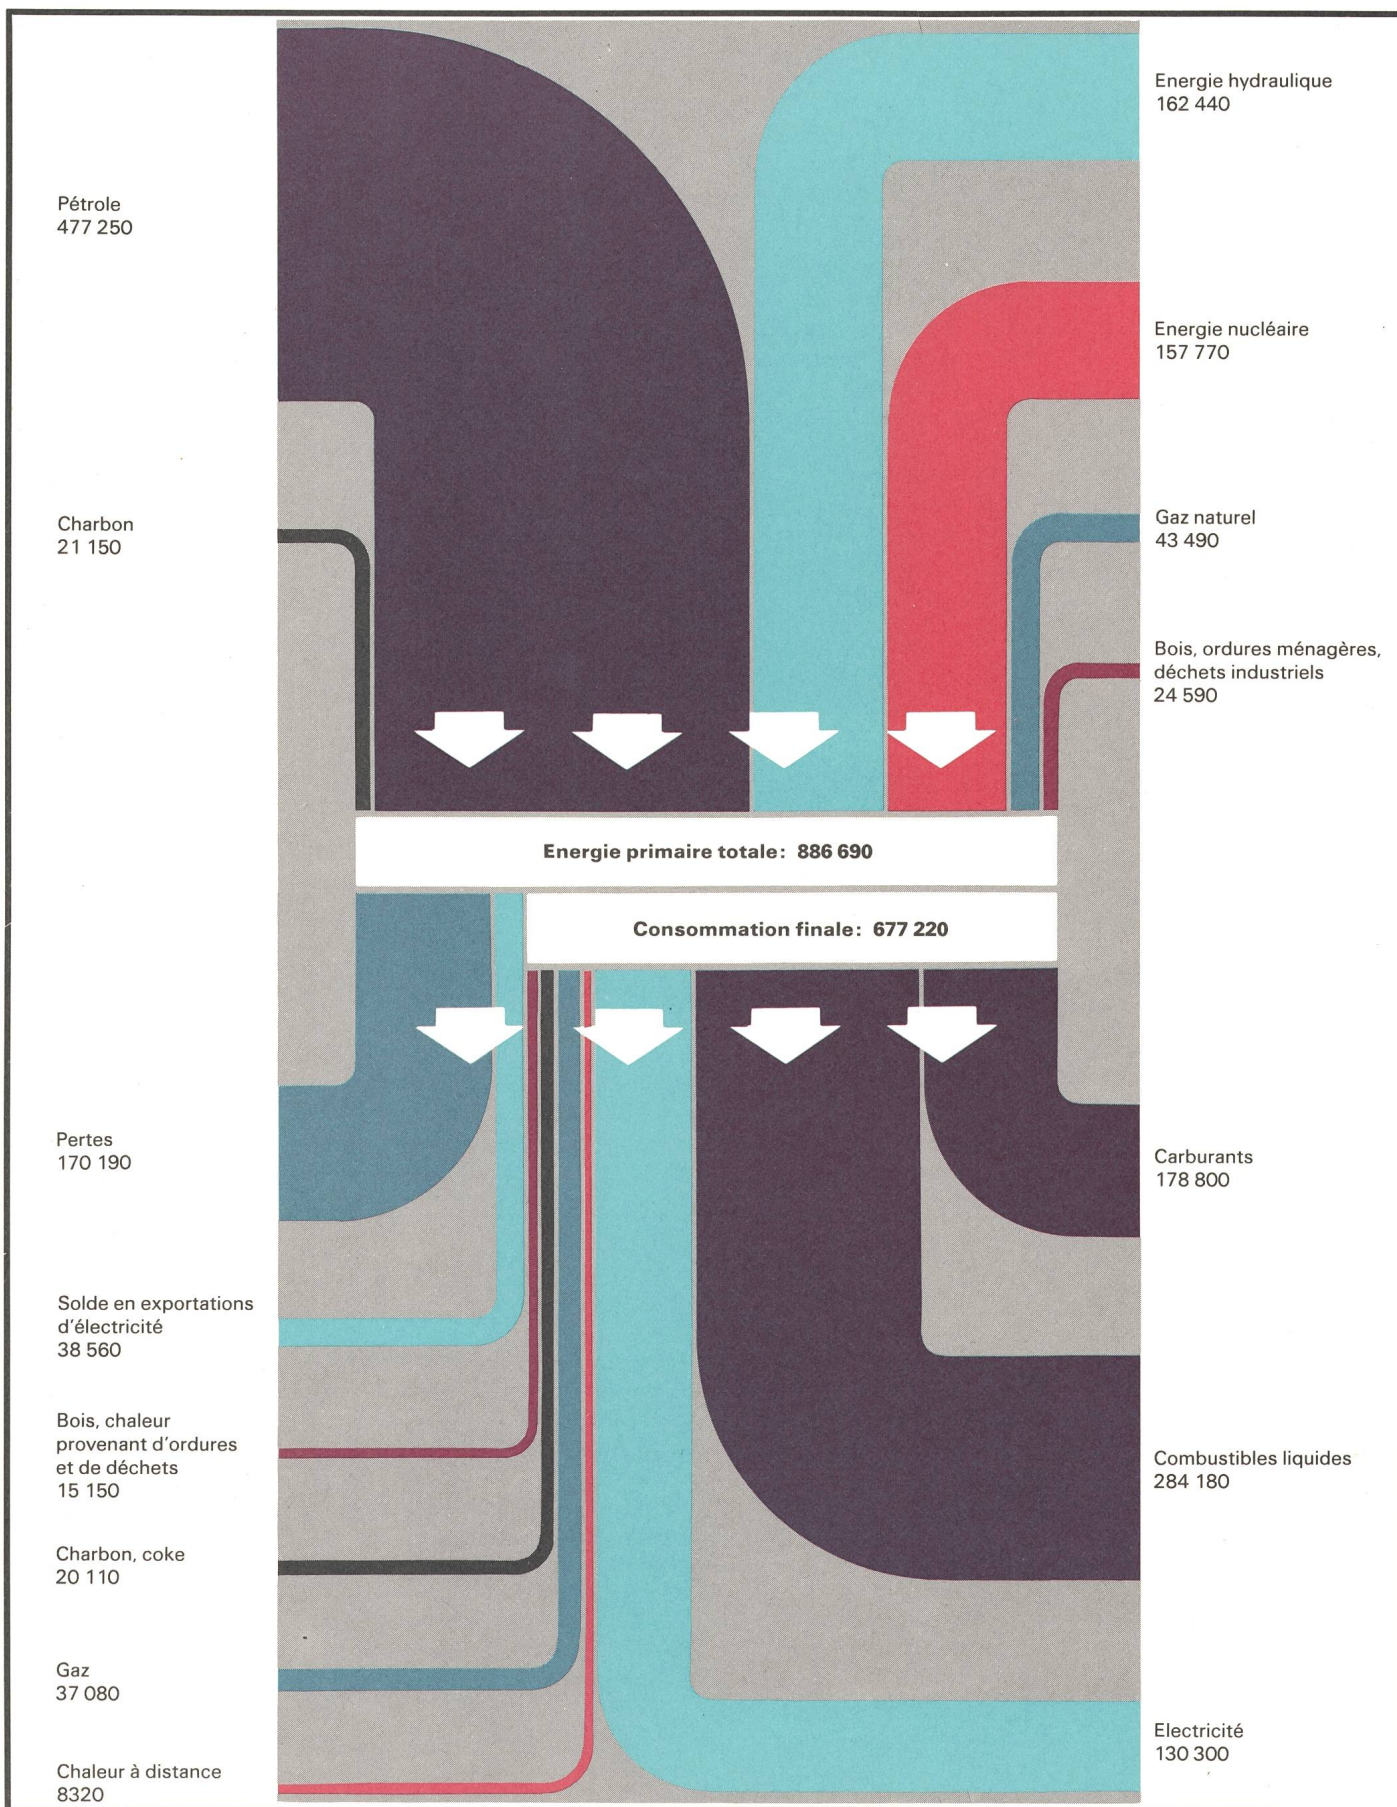 Energie hydraulique
162 440
Pétrole
477 250
Energie nucléaire
157 770
Charbon
21 150
Gaz naturel
43 490
Bois, ordures ménagères,
déchets industriels
24 590
Energie primaire totale: 886 690
Consommation finale: 677 220
Pertes
170 190
Carburants
178 800
Solde en exportations
d'électricité
38 560
Bois, chaleur
provenant d'ordures
et de déchets
15 150
Combustibles liquides
284 180
Charbon, coke
20 110
Gaz
37 080
Electricité
130 300
Chaleur à distance
8320